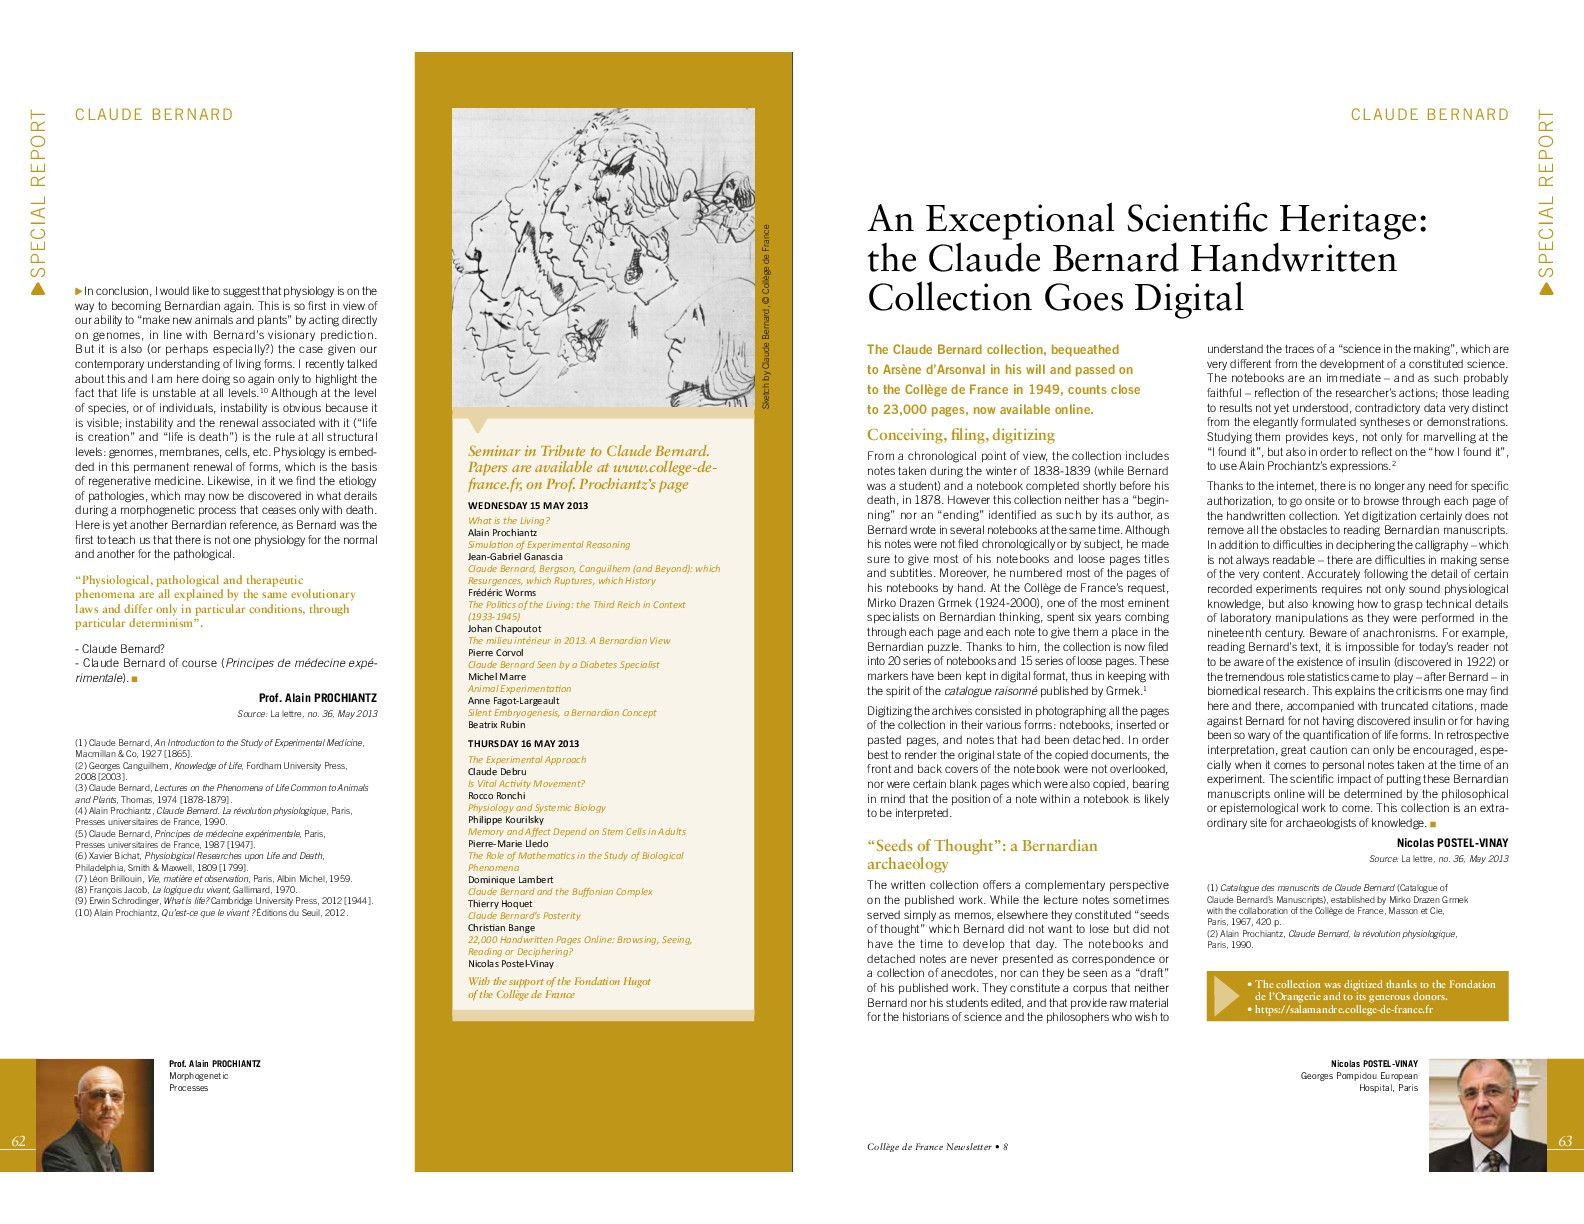 CLAUDE BERNARD
SPECIAL REPORT
In conclusion, I would like to suggest that physiology is on the
way to becoming Bernardian again. This is so first in view of
our ability to “make new animals and plants” by acting directly
on genomes, in line with Bernard’s visionary prediction.
But it is also (or perhaps especially?) the case given our
contemporary understanding of living forms. I recently talked
about this and I am here doing so again only to highlight the
fact that life is unstable at all levels.10 Although at the level
of species, or of individuals, instability is obvious because it
is visible; instability and the renewal associated with it (“life
is creation” and “life is death”) is the rule at all structural
levels: genomes, membranes, cells, etc. Physiology is embed-
ded in this permanent renewal of forms, which is the basis
of regenerative medicine. Likewise, in it we find the etiology
of pathologies, which may now be discovered in what derails
during a morphogenetic process that ceases only with death.
Here is yet another Bernardian reference, as Bernard was the
first to teach us that there is not one physiology for the normal
and another for the pathological.
“Physiological, pathological and therapeutic
phenomena are all explained by the same evolutionary
laws and differ only in particular conditions, through
particular determinism”.
- Claude Bernard?
- Claude Bernard of course (Principes de médecine expé-
rimentale).
Prof. Alain PROCHIANTZ
Source: La lettre, no. 36, May 2013
(1) Claude Bernard, An Introduction to the Study of Experimental Medicine,
Macmillan & Co, 1927 [1865].
(2) Georges Canguilhem, Knowledge of Life, Fordham University Press,
2008 [2003].
(3) Claude Bernard, Lectures on the Phenomena of Life Common to Animals
and Plants, Thomas, 1974 [1878-1879].
(4) Alain Prochiantz, Claude Bernard. La révolution physiologique, Paris,
Presses universitaires de France, 1990.
(5) Claude Bernard, Principes de médecine expérimentale, Paris,
Presses universitaires de France, 1987 [1947].
(6) Xavier Bichat, Physiological Researches upon Life and Death,
Philadelphia, Smith & Maxwell, 1809 [1799].
(7) Léon Brillouin, Vie, matière et observation, Paris, Albin Michel, 1959.
(8) François Jacob, La logique du vivant, Gallimard, 1970.
(9) Erwin Schrodinger, What is life? Cambridge University Press, 2012 [1944].
(10) Alain Prochiantz, Qu’est-ce que le vivant ? Éditions du Seuil, 2012.
Prof. Alain PROCHIANTZ
Morphogenetic
Processes
62
Sketch by Claude Bernard, © Collège de France
Seminar in Tribute to Claude Bernard.
Papers are available at www.college-de-
france.fr, on Prof. Prochiantz’s page
WEDNESDAY 15 MAY 2013
What is the Living?
Alain Prochiantz
Simulation of Experimental Reasoning
Jean-Gabriel Ganascia
Claude Bernard, Bergson, Canguilhem (and Beyond): which
Resurgences, which Ruptures, which History
Frédéric Worms
The Politics of the Living: the Third Reich in Context
(1933-1945)
Johan Chapoutot
The milieu intérieur in 2013. A Bernardian View
Pierre Corvol
Claude Bernard Seen by a Diabetes Specialist
Michel Marre
Animal Experimentation
Anne Fagot-Largeault
Silent Embryogenesis, a Bernardian Concept
Beatrix Rubin
THURSDAY 16 MAY 2013
The Experimental Approach
Claude Debru
Is Vital Activity Movement?
Rocco Ronchi
Physiology and Systemic Biology
Philippe Kourilsky
Memory and Affect Depend on Stem Cells in Adults
Pierre-Marie Lledo
The Role of Mathematics in the Study of Biological
Phenomena
Dominique Lambert
Claude Bernard and the Buffonian Complex
Thierry Hoquet
Claude Bernard’s Posterity
Christian Bange
22,000 Handwritten Pages Online: Browsing, Seeing,
Reading or Deciphering?
Nicolas Postel-Vinay
With the support of the Fondation Hugot
of the Collège de France
CLAUDE BERNARD
SPECIAL REPORT
An Exceptional Scientific Heritage:
the Claude Bernard Handwritten
Collection Goes Digital
The Claude Bernard collection, bequeathed
to Arsène d’Arsonval in his will and passed on
to the Collège de France in 1949, counts close
to 23,000 pages, now available online.
Conceiving, filing, digitizing
From a chronological point of view, the collection includes
notes taken during the winter of 1838-1839 (while Bernard
was a student) and a notebook completed shortly before his
death, in 1878. However this collection neither has a “begin-
ning” nor an “ending” identified as such by its author, as
Bernard wrote in several notebooks at the same time. Although
his notes were not filed chronologically or by subject, he made
sure to give most of his notebooks and loose pages titles
and subtitles. Moreover, he numbered most of the pages of
his notebooks by hand. At the Collège de France’s request,
Mirko Drazen Grmek (1924-2000), one of the most eminent
specialists on Bernardian thinking, spent six years combing
through each page and each note to give them a place in the
Bernardian puzzle. Thanks to him, the collection is now filed
into 20 series of notebooks and 15 series of loose pages. These
markers have been kept in digital format, thus in keeping with
the spirit of the catalogue raisonné published by Grmek.1
Digitizing the archives consisted in photographing all the pages
of the collection in their various forms: notebooks, inserted or
pasted pages, and notes that had been detached. In order
best to render the original state of the copied documents, the
front and back covers of the notebook were not overlooked,
nor were certain blank pages which were also copied, bearing
in mind that the position of a note within a notebook is likely
to be interpreted.
“Seeds of Thought”: a Bernardian
archaeology
The written collection offers a complementary perspective
on the published work. While the lecture notes sometimes
served simply as memos, elsewhere they constituted “seeds
of thought” which Bernard did not want to lose but did not
have the time to develop that day. The notebooks and
detached notes are never presented as correspondence or
a collection of anecdotes, nor can they be seen as a “draft”
of his published work. They constitute a corpus that neither
Bernard nor his students edited, and that provide raw material
for the historians of science and the philosophers who wish to
understand the traces of a “science in the making”, which are
very different from the development of a constituted science.
The notebooks are an immediate – and as such probably
faithful – reflection of the researcher’s actions; those leading
to results not yet understood, contradictory data very distinct
from the elegantly formulated syntheses or demonstrations.
Studying them provides keys, not only for marvelling at the
“I found it”, but also in order to reflect on the “how I found it”,
to use Alain Prochiantz’s expressions.2
Thanks to the internet, there is no longer any need for specific
authorization, to go onsite or to browse through each page of
the handwritten collection. Yet digitization certainly does not
remove all the obstacles to reading Bernardian manuscripts.
In addition to difficulties in deciphering the calligraphy – which
is not always readable – there are difficulties in making sense
of the very content. Accurately following the detail of certain
recorded experiments requires not only sound physiological
knowledge, but also knowing how to grasp technical details
of laboratory manipulations as they were performed in the
nineteenth century. Beware of anachronisms. For example,
reading Bernard’s text, it is impossible for today’s reader not
to be aware of the existence of insulin (discovered in 1922) or
the tremendous role statistics came to play – after Bernard – in
biomedical research. This explains the criticisms one may find
here and there, accompanied with truncated citations, made
against Bernard for not having discovered insulin or for having
been so wary of the quantification of life forms. In retrospective
interpretation, great caution can only be encouraged, espe-
cially when it comes to personal notes taken at the time of an
experiment. The scientific impact of putting these Bernardian
manuscripts online will be determined by the philosophical
or epistemological work to come. This collection is an extra-
ordinary site for archaeologists of knowledge.
Nicolas POSTEL-VINAY
Source: La lettre, no. 36, May 2013
(1) Catalogue des manuscrits de Claude Bernard (Catalogue of
Claude Bernard’s Manuscripts), established by Mirko Drazen Grmek
with the collaboration of the Collège de France, Masson et Cie,
Paris, 1967, 420 p.
(2) Alain Prochiantz, Claude Bernard, la révolution physiologique,
Paris, 1990.
• The collection was digitized thanks to the Fondation
de l’Orangerie and to its generous donors.
• https://salamandre.college-de-france.fr
Nicolas POSTEL-VINAY
Georges Pompidou European
Hospital, Paris
Collège de France Newsletter • 8
63